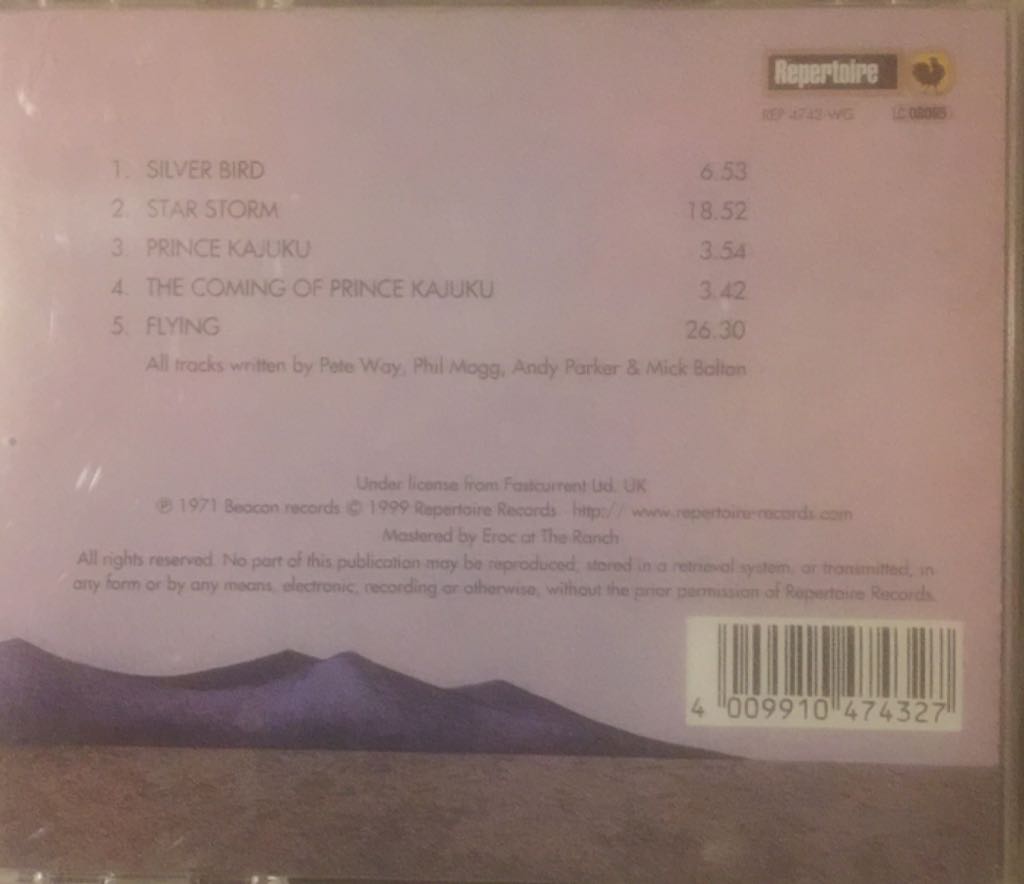 Repertoire
REP 4743-WG LC 08065
1. SILVER BIRD 6.53
2. STAR STORM 18.52
3. PRINCE KAJUKU 3.54
4. THE COMING OF PRINCE KAJUKU 3.42
5. FLYING 26.30
All tracks written by Pete Way, Phil Mogg, Andy Parker & Mick Bolton
Under license from Fastcurrent Ltd. UK
℗ 1971 Beacon records © 1999 Repertoire Records http:// www.repertoire-records.com
Mastered by Eroc at The Ranch
All rights reserved. No part of this publication may be reproduced, stored in a retrieval system, or transmitted, in
any form or by any means, electronic, recording or otherwise, without the prior permission of Repertoire Records.
4 009910 474327